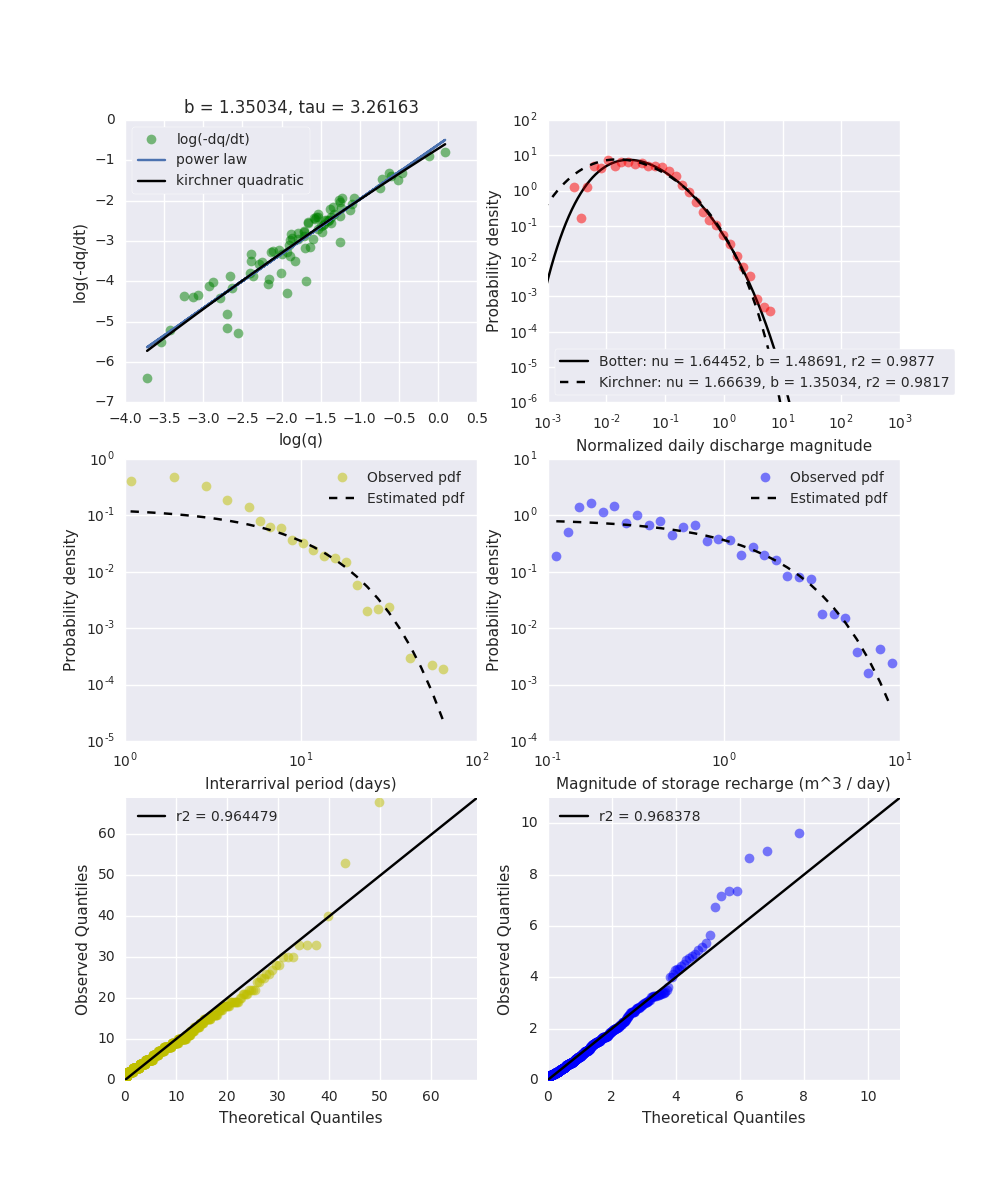 b = 1.35034, tau = 3.26163
log(-dq/dt)
power law
kirchner quadratic
0
−1
−2
−3
−4
−5
−6
−7
log(-dq/dt)
−4.0 −3.5 −3.0 −2.5 −2.0 −1.5 −1.0 −0.5 0.0 0.5
log(q)
10^2
10^1
10^0
10^-1
10^-2
10^-3
10^-4
10^-5
10^-6
Probability density
Botter: nu = 1.64452, b = 1.48691, r2 = 0.9877
Kirchner: nu = 1.66639, b = 1.35034, r2 = 0.9817
10^-3 10^-2 10^-1 10^0 10^1 10^2 10^3
Normalized daily discharge magnitude
10^0
10^-1
10^-2
10^-3
10^-4
10^-5
Probability density
Observed pdf
Estimated pdf
10^0 10^1 10^2
Interarrival period (days)
10^1
10^0
10^-1
10^-2
10^-3
10^-4
Probability density
Observed pdf
Estimated pdf
10^-1 10^0 10^1
Magnitude of storage recharge (m^3 / day)
r2 = 0.964479
60
50
40
30
20
10
0
Observed Quantiles
0 10 20 30 40 50 60
Theoretical Quantiles
r2 = 0.968378
10
8
6
4
2
0
Observed Quantiles
0 2 4 6 8 10
Theoretical Quantiles